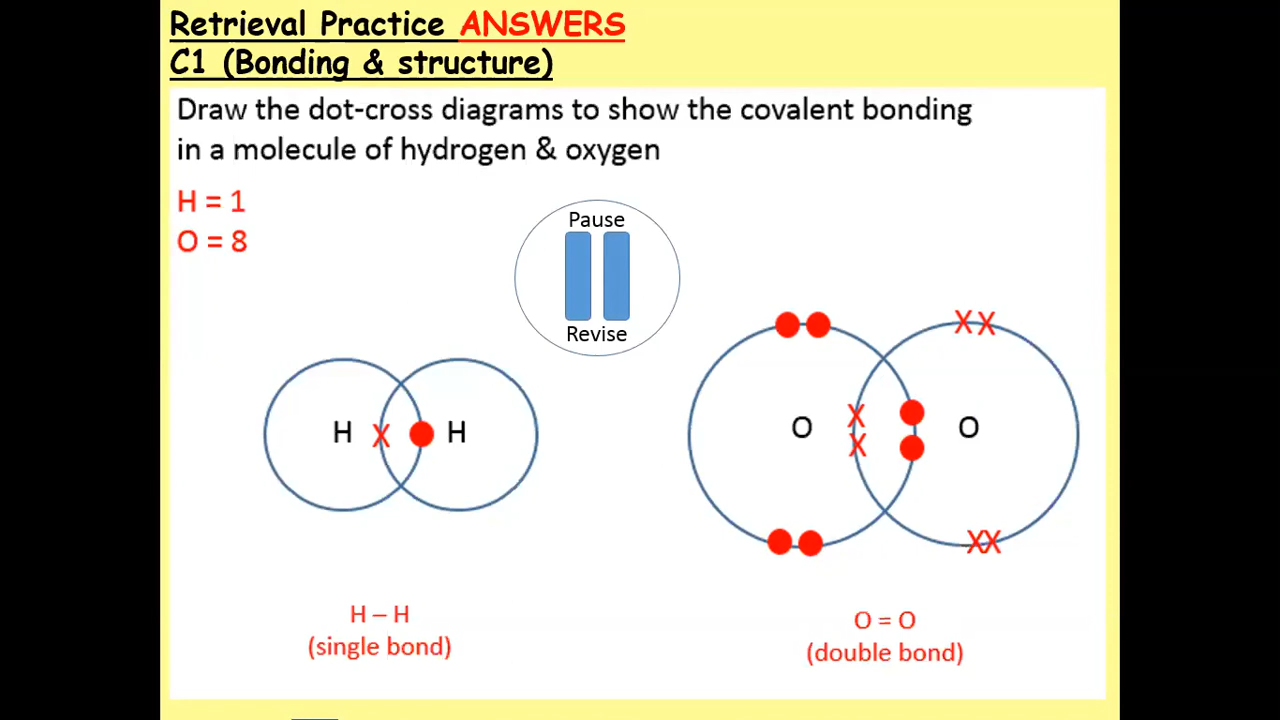 Retrieval Practice ANSWERS
C1 (Bonding & structure)
Draw the dot-cross diagrams to show the covalent bonding
in a molecule of hydrogen & oxygen
H = 1
O = 8
Pause
Revise
H X H
X X
O X X O
X X
H – H
(single bond)
O = O
(double bond)